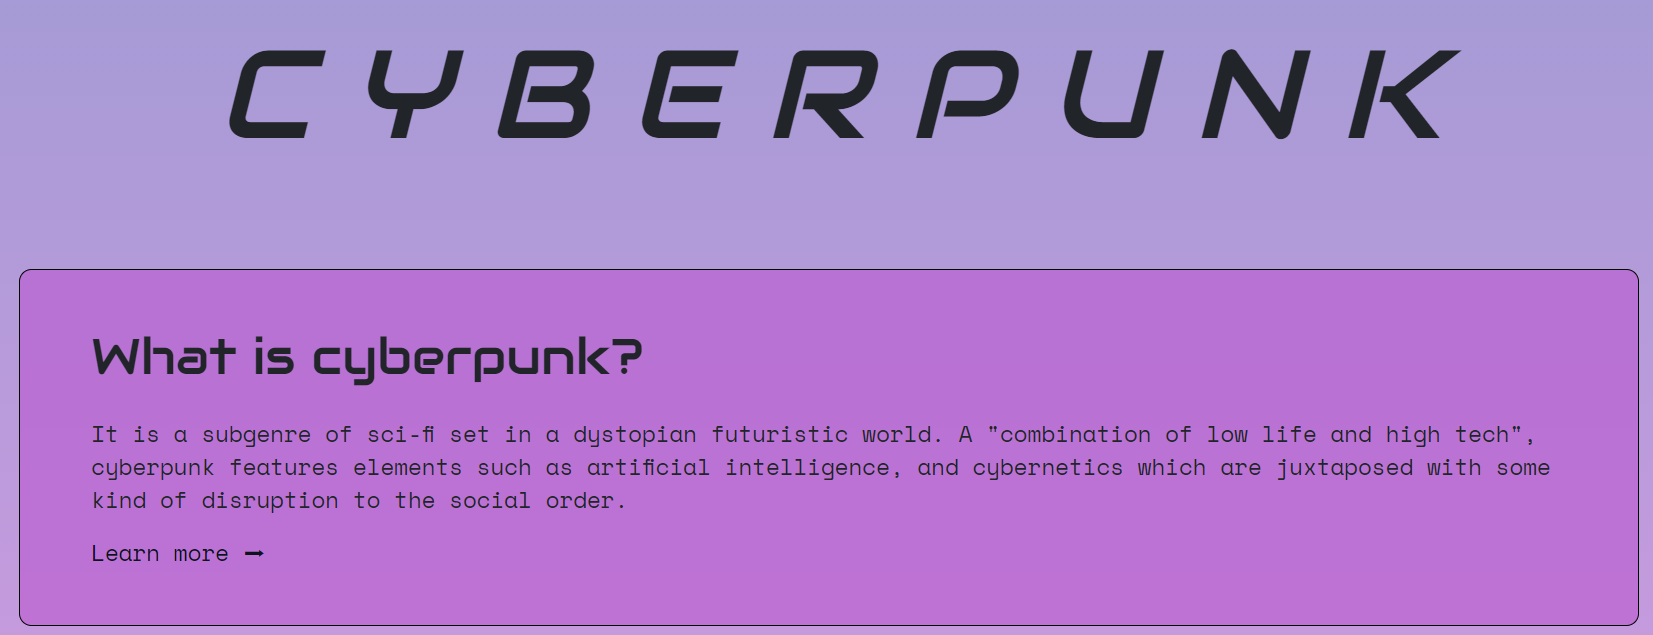 CYBERPUNK
What is cyberpunk?
It is a subgenre of sci-fi set in a dystopian futuristic world. A "combination of low life and high tech",
cyberpunk features elements such as artificial intelligence, and cybernetics which are juxtaposed with some
kind of disruption to the social order.
Learn more ➞